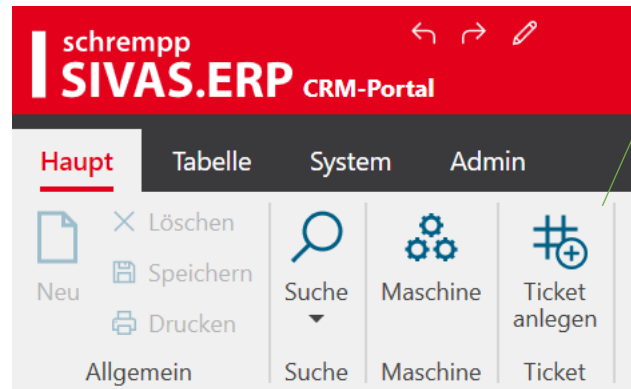 schrempp
SIVAS.ERP CRM-Portal
Haupt Tabelle System Admin
Neu
Löschen
Speichern
Drucken
Suche
Maschine
Ticket
anlegen
Allgemein Suche Maschine Ticket